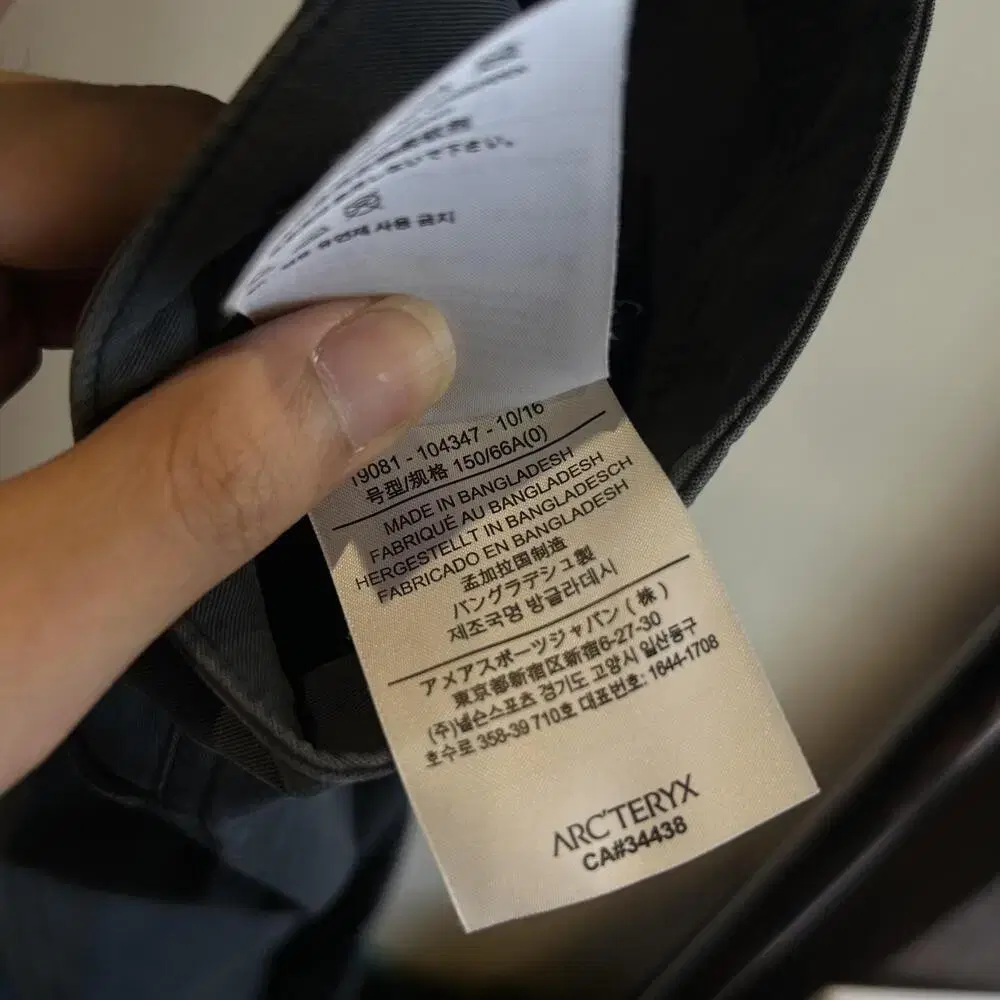 사용 금지
19081 - 104347 - 10/16
号型/规格 150/66A(0)
MADE IN BANGLADESH
FABRIQUÉ AU BANGLADESH
HERGESTELLT IN BANGLADESCH
FABRICADO EN BANGLADESH
孟加拉国制造
バングラデシュ製
제조국명 방글라데시
アメアスポーツジャパン (株)
東京都新宿区新宿6-27-30
(주)넬슨스포츠 경기도 고양시 일산동구
호수로 358-39 710호 대표번호: 1644-1708
ARC'TERYX
CA#34438